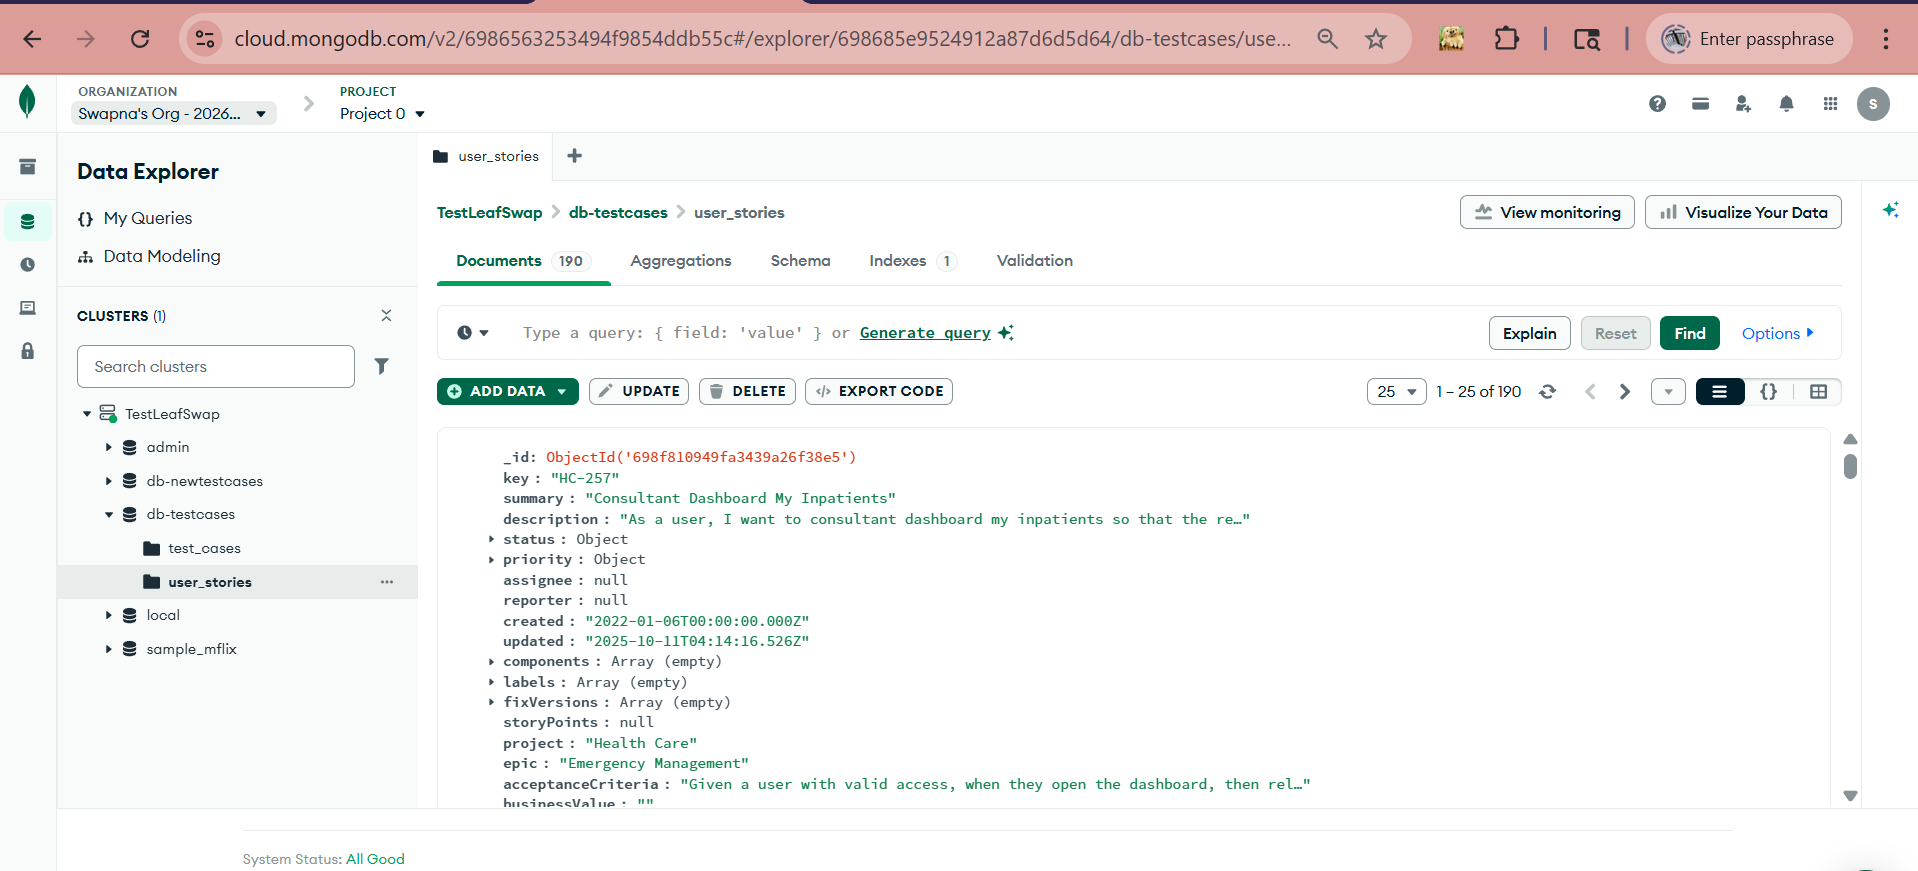 cloud.mongodb.com/v2/6986563253494f9854ddb55c#/explorer/698685e9524912a87d6d5d64/db-testcases/use...
Enter passphrase
ORGANIZATION
Swapna's Org - 2026...
PROJECT
Project 0
S
Data Explorer
{} My Queries
Data Modeling
CLUSTERS (1)
Search clusters
TestLeafSwap
admin
db-newtestcases
db-testcases
test_cases
user_stories
local
sample_mflix
user_stories
TestLeafSwap > db-testcases > user_stories
View monitoring
Visualize Your Data
Documents 190
Aggregations
Schema
Indexes 1
Validation
Type a query: { field: 'value' } or Generate query
Explain
Reset
Find
Options
ADD DATA
UPDATE
DELETE
EXPORT CODE
25
1 – 25 of 190
{}
_id: ObjectId('698f810949fa3439a26f38e5')
key : "HC-257"
summary : "Consultant Dashboard My Inpatients"
description : "As a user, I want to consultant dashboard my inpatients so that the re…"
status : Object
priority : Object
assignee : null
reporter : null
created : "2022-01-06T00:00:00.000Z"
updated : "2025-10-11T04:14:16.526Z"
components : Array (empty)
labels : Array (empty)
fixVersions : Array (empty)
storyPoints : null
project : "Health Care"
epic : "Emergency Management"
acceptanceCriteria : "Given a user with valid access, when they open the dashboard, then rel…"
businessValue : ""
System Status: All Good